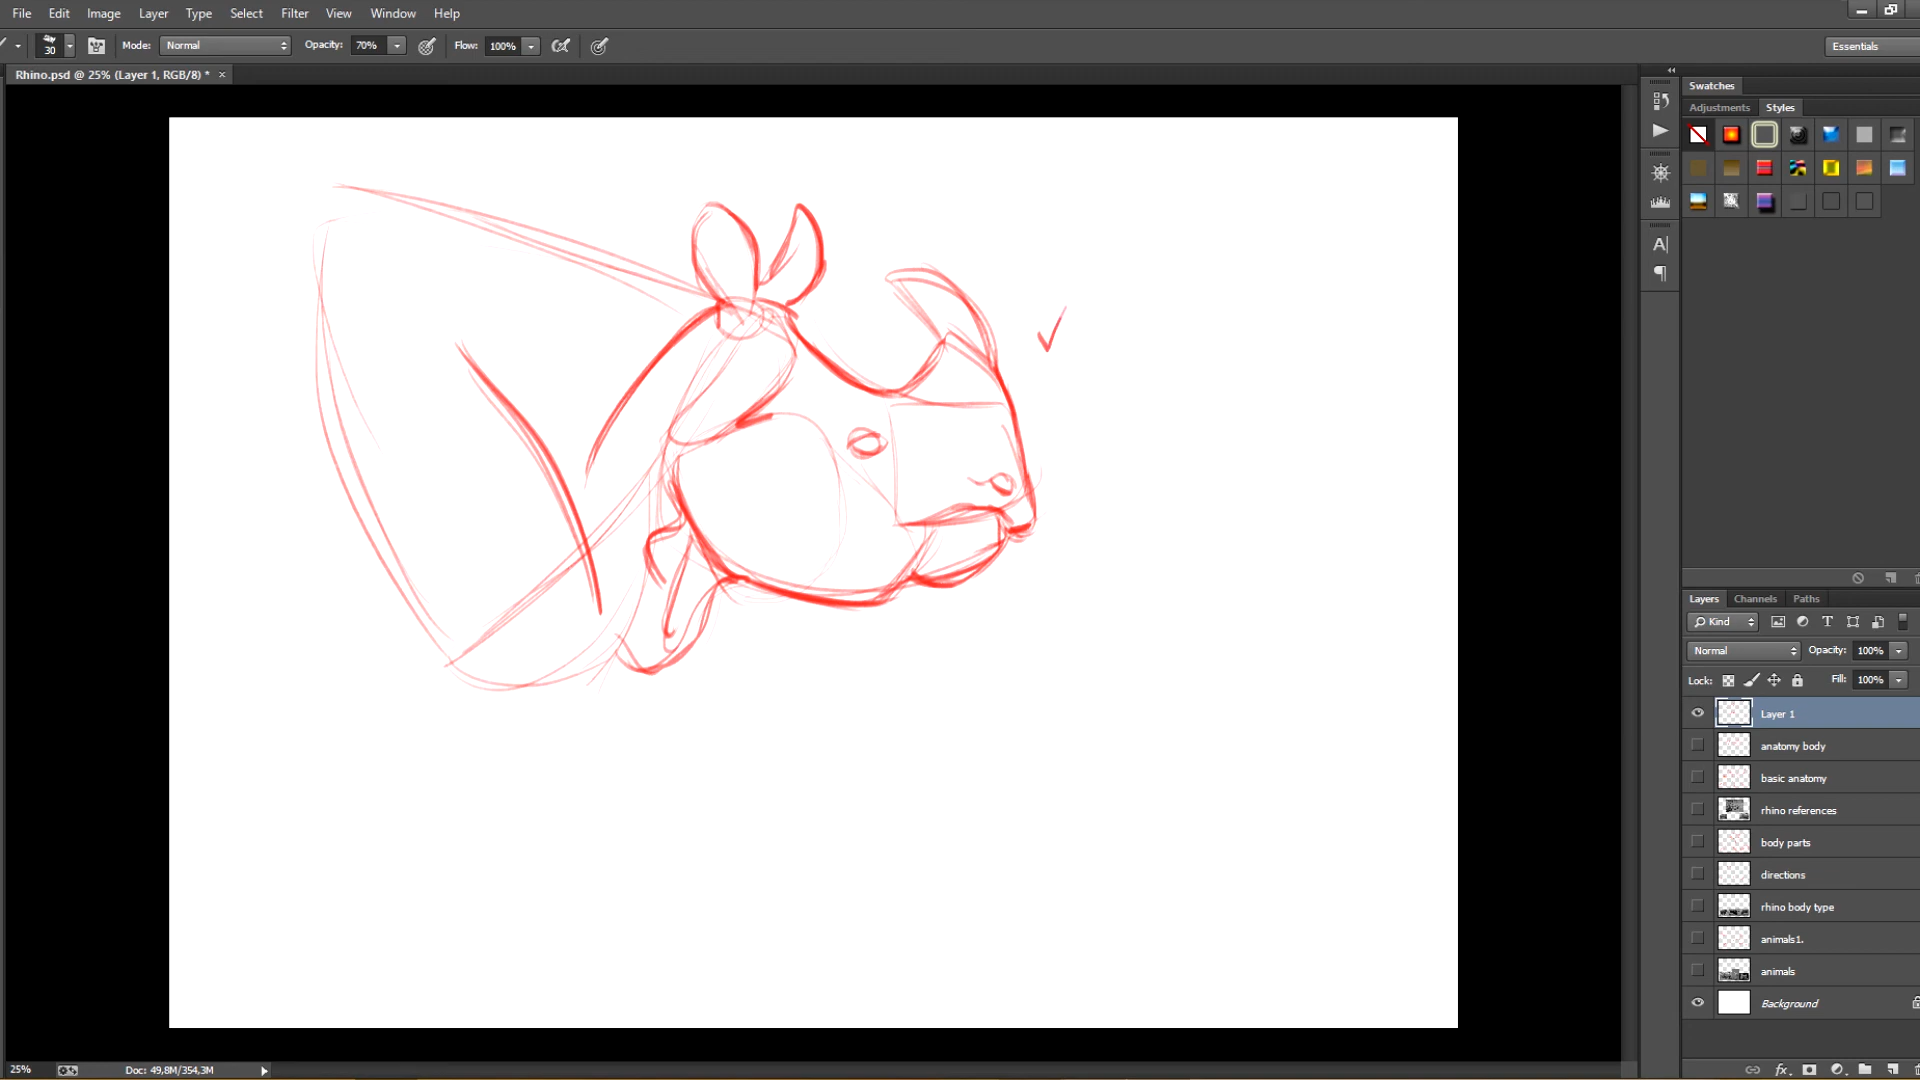 File Edit Image Layer Type Select Filter View Window Help
30 Mode: Normal Opacity: 70% Flow: 100% Essentials
Rhino.psd @ 25% (Layer 1, RGB/8) * ×
Swatches
Adjustments Styles
Layers Channels Paths
Kind
Normal Opacity: 100%
Lock: Fill: 100%
Layer 1
anatomy body
basic anatomy
rhino references
body parts
directions
rhino body type
animals1.
animals
Background
25% Doc: 49,8M/354,3M